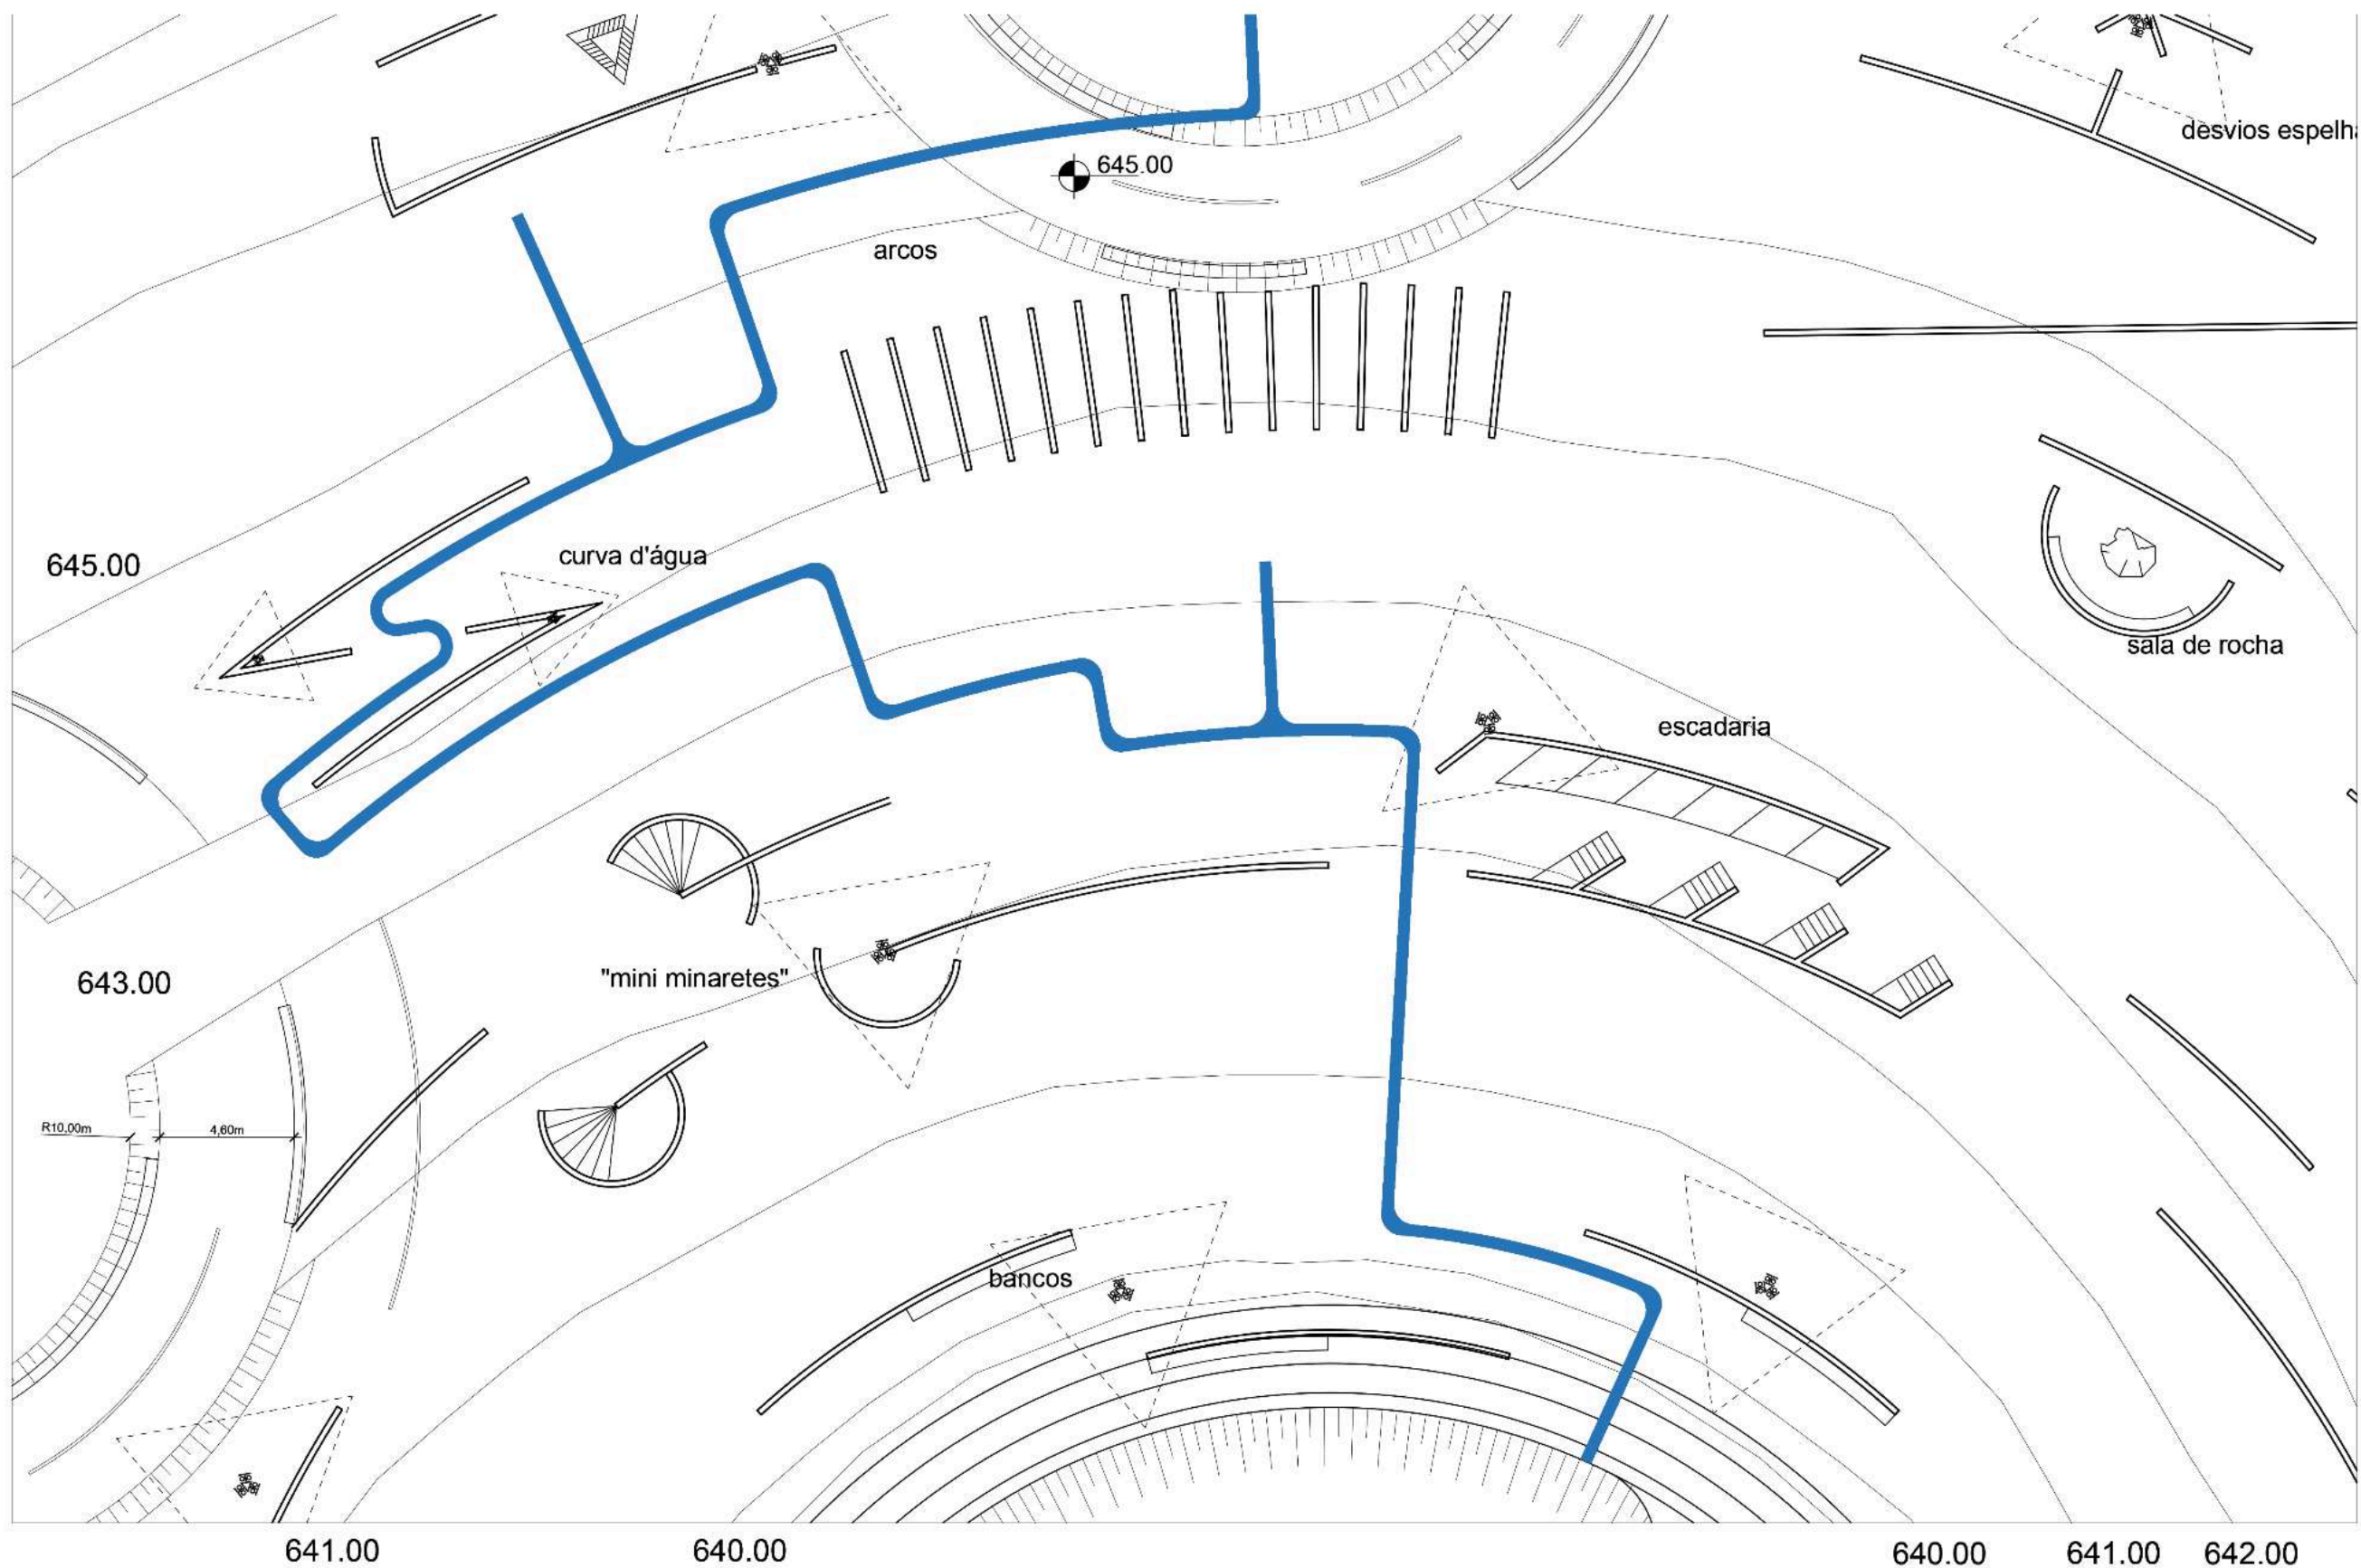 desvios espelh
645.00
arcos
645.00
curva d'água
sala de rocha
escadaria
643.00
"mini minaretes"
R10,00m
4,60m
bancos
641.00
640.00
640.00
641.00
642.00